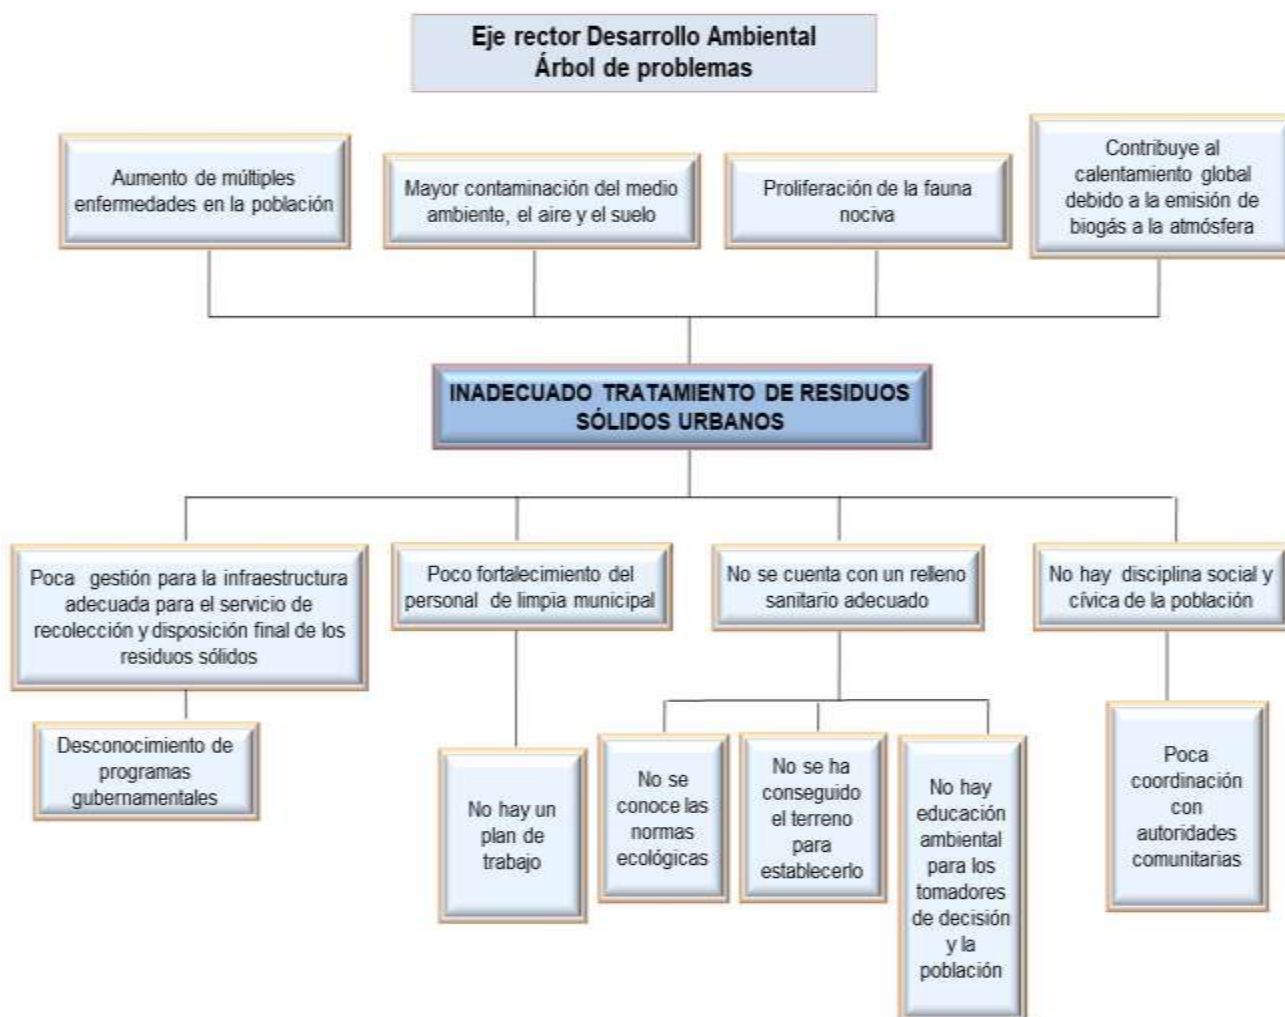 Eje rector Desarrollo Ambiental
Árbol de problemas
Aumento de múltiples
enfermedades en la población
Mayor contaminación del medio
ambiente, el aire y el suelo
Proliferación de la fauna
nociva
Contribuye al
calentamiento global
debido a la emisión de
biogás a la atmósfera
INADECUADO TRATAMIENTO DE RESIDUOS
SÓLIDOS URBANOS
Poca gestión para la infraestructura
adecuada para el servicio de
recolección y disposición final de los
residuos sólidos
Poco fortalecimiento del
personal de limpia municipal
No se cuenta con un relleno
sanitario adecuado
No hay disciplina social y
cívica de la población
Desconocimiento de
programas
gubernamentales
No hay un
plan de
trabajo
No se
conoce las
normas
ecológicas
No se ha
conseguido
el terreno
para
establecerlo
No hay
educación
ambiental
para los
tomadores
de decisión
y la
población
Poca
coordinación
con
autoridades
comunitarias